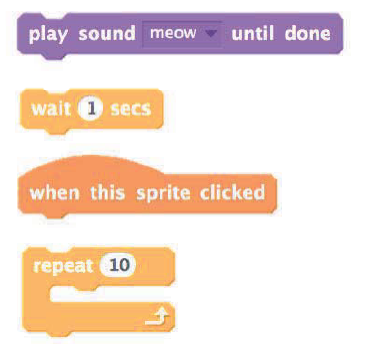 play sound meow until done
wait 1 secs
when this sprite clicked
repeat 10